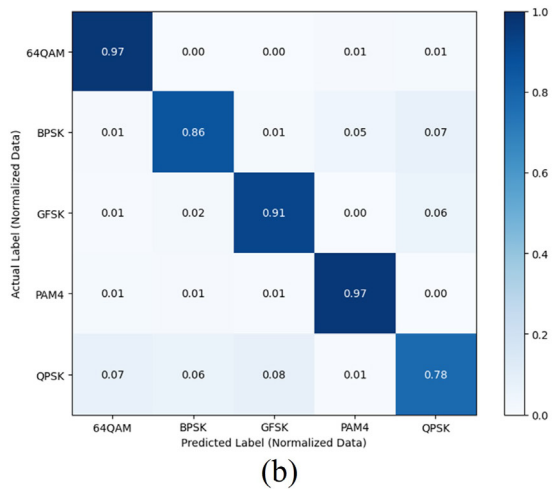 1.0
64QAM 0.97 0.00 0.00 0.01 0.01
0.8
BPSK 0.01 0.86 0.01 0.05 0.07
0.6
GFSK 0.01 0.02 0.91 0.00 0.06
0.4
PAM4 0.01 0.01 0.01 0.97 0.00
0.2
QPSK 0.07 0.06 0.08 0.01 0.78
0.0
Actual Label (Normalized Data)
64QAM BPSK GFSK PAM4 QPSK
Predicted Label (Normalized Data)
(b)